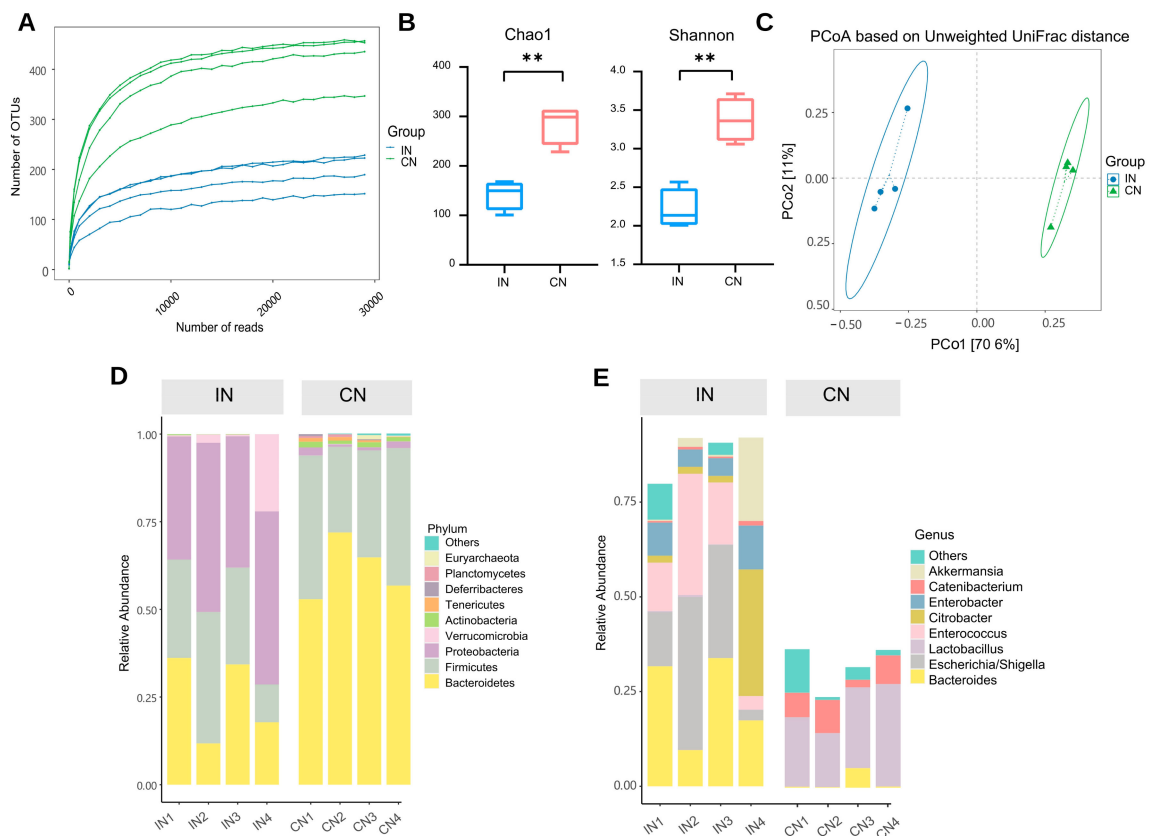 A
Number of OTUs
400
300
200
100
0
0
10000
20000
30000
Number of reads
Group
IN
CN
B
Chao1
**
400
300
200
100
0
IN
CN
Shannon
**
4.0
3.5
3.0
2.5
2.0
1.5
IN
CN
C
PCoA based on Unweighted UniFrac distance
PCo2 [11%]
0.25
0.00
0.25
0.50
−0.50
−0.25
0.00
0.25
PCo1 [70 6%]
Group
IN
CN
D
IN
CN
Relative Abundance
1.00
0.75
0.50
0.25
0.00
IN1
IN2
IN3
IN4
CN1
CN2
CN3
CN4
Phylum
Others
Euryarchaeota
Planctomycetes
Deferribacteres
Tenericutes
Actinobacteria
Verrucomicrobia
Proteobacteria
Firmicutes
Bacteroidetes
E
IN
CN
Relative Abundance
0.75
0.50
0.25
0.00
IN1
IN2
IN3
IN4
CN1
CN2
CN3
CN4
Genus
Others
Akkermansia
Catenibacterium
Enterobacter
Citrobacter
Enterococcus
Lactobacillus
Escherichia/Shigella
Bacteroides